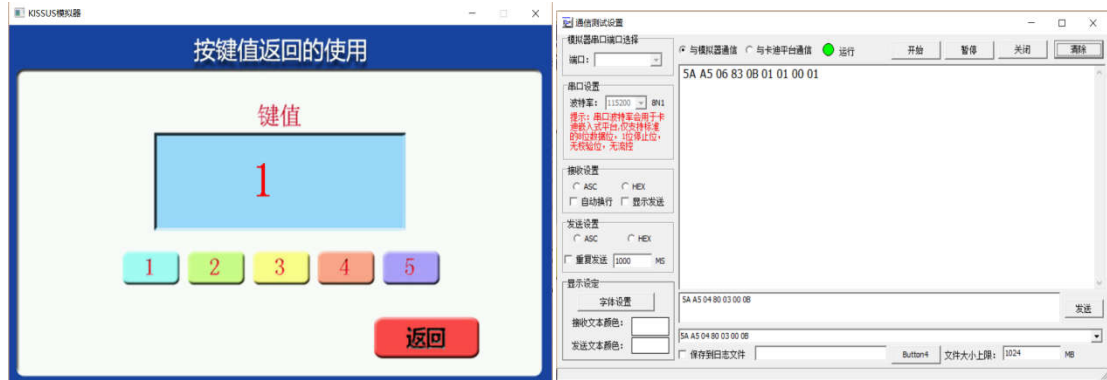 KISSUS模拟器
按键值返回的使用
键值
1
1 2 3 4 5
返回
通信测试设置
模拟器串口端口选择
端口:
与模拟器通信 与卡迪平台通信 运行 开始 暂停 关闭 清除
5A A5 06 83 0B 01 01 00 01
串口设置
波特率: 115200 8N1
提示: 串口波特率会用于卡
迪嵌入式平台,仅支持标准
的8位数据位, 1位停止位,
无校验位, 无流控
接收设置
ASC HEX
自动换行 显示发送
发送设置
ASC HEX
重复发送 1000 MS
显示设定
字体设置
接收文本颜色:
发送文本颜色:
5A A5 04 80 03 00 0B
发送
5A A5 04 80 03 00 0B
保存到日志文件 Button4 文件大小上限: 1024 MB